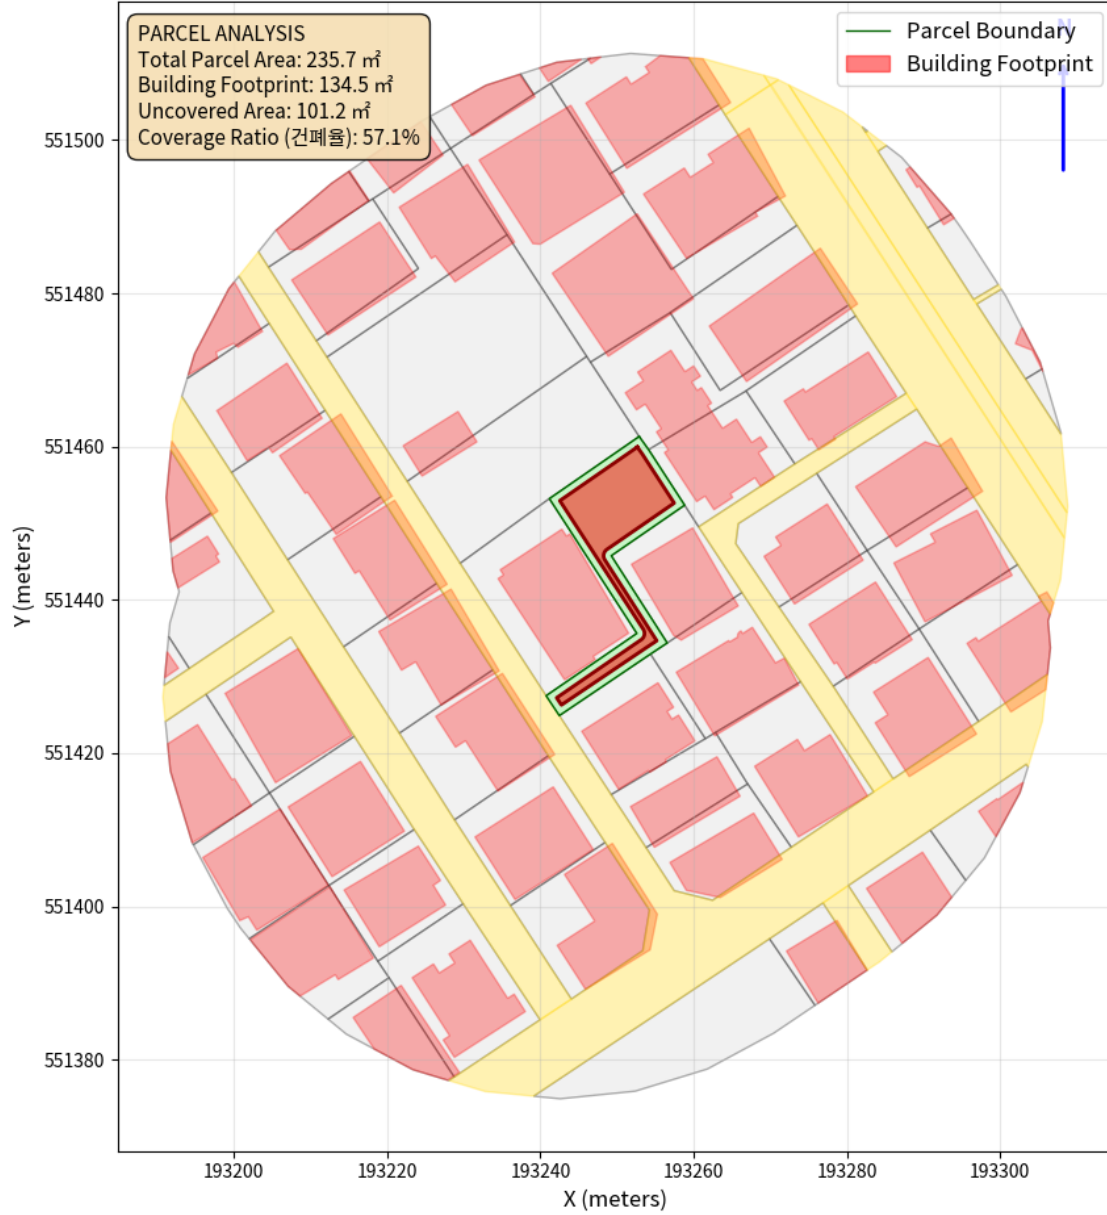 PARCEL ANALYSIS
Total Parcel Area: 235.7 ㎡
Building Footprint: 134.5 ㎡
Uncovered Area: 101.2 ㎡
Coverage Ratio (건폐율): 57.1%
Parcel Boundary
Building Footprint
N
551500
551480
551460
551440
551420
551400
551380
Y (meters)
193200
193220
193240
193260
193280
193300
X (meters)